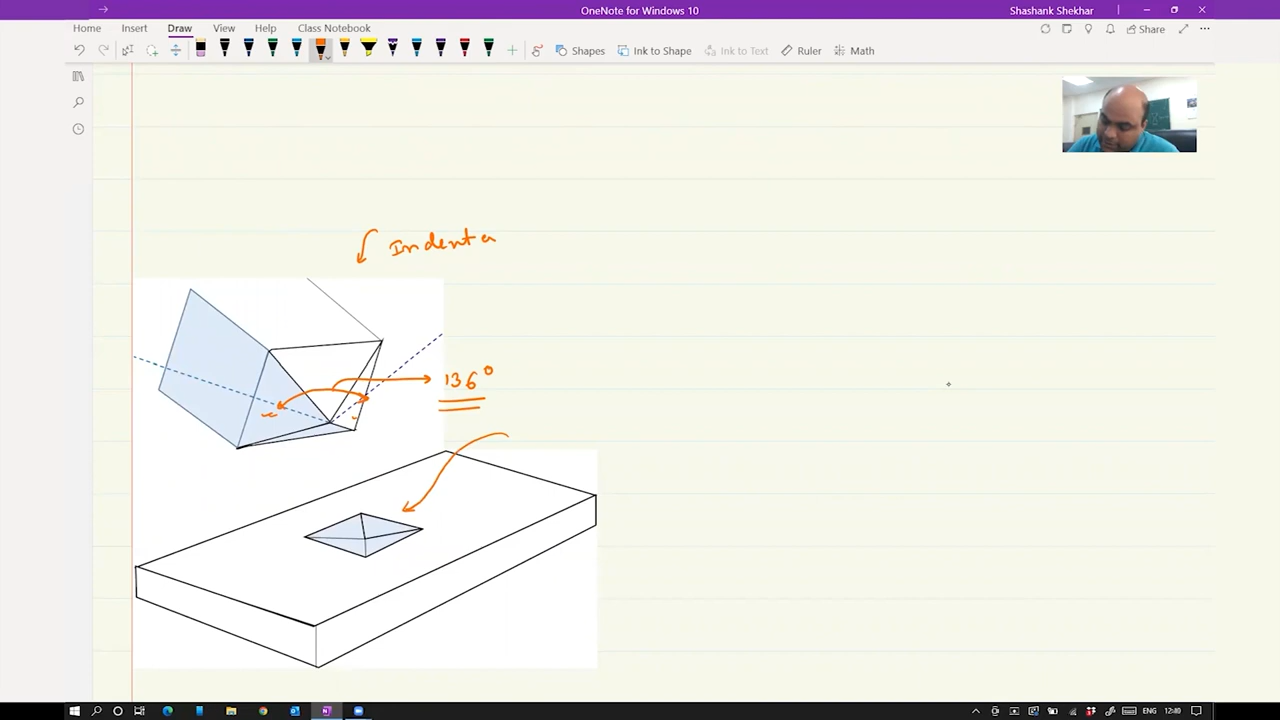 OneNote for Windows 10
Shashank Shekhar
Home Insert Draw View Help Class Notebook
Share
Shapes Ink to Shape Ink to Text Ruler Math
Indenta
136°
ENG 12:40